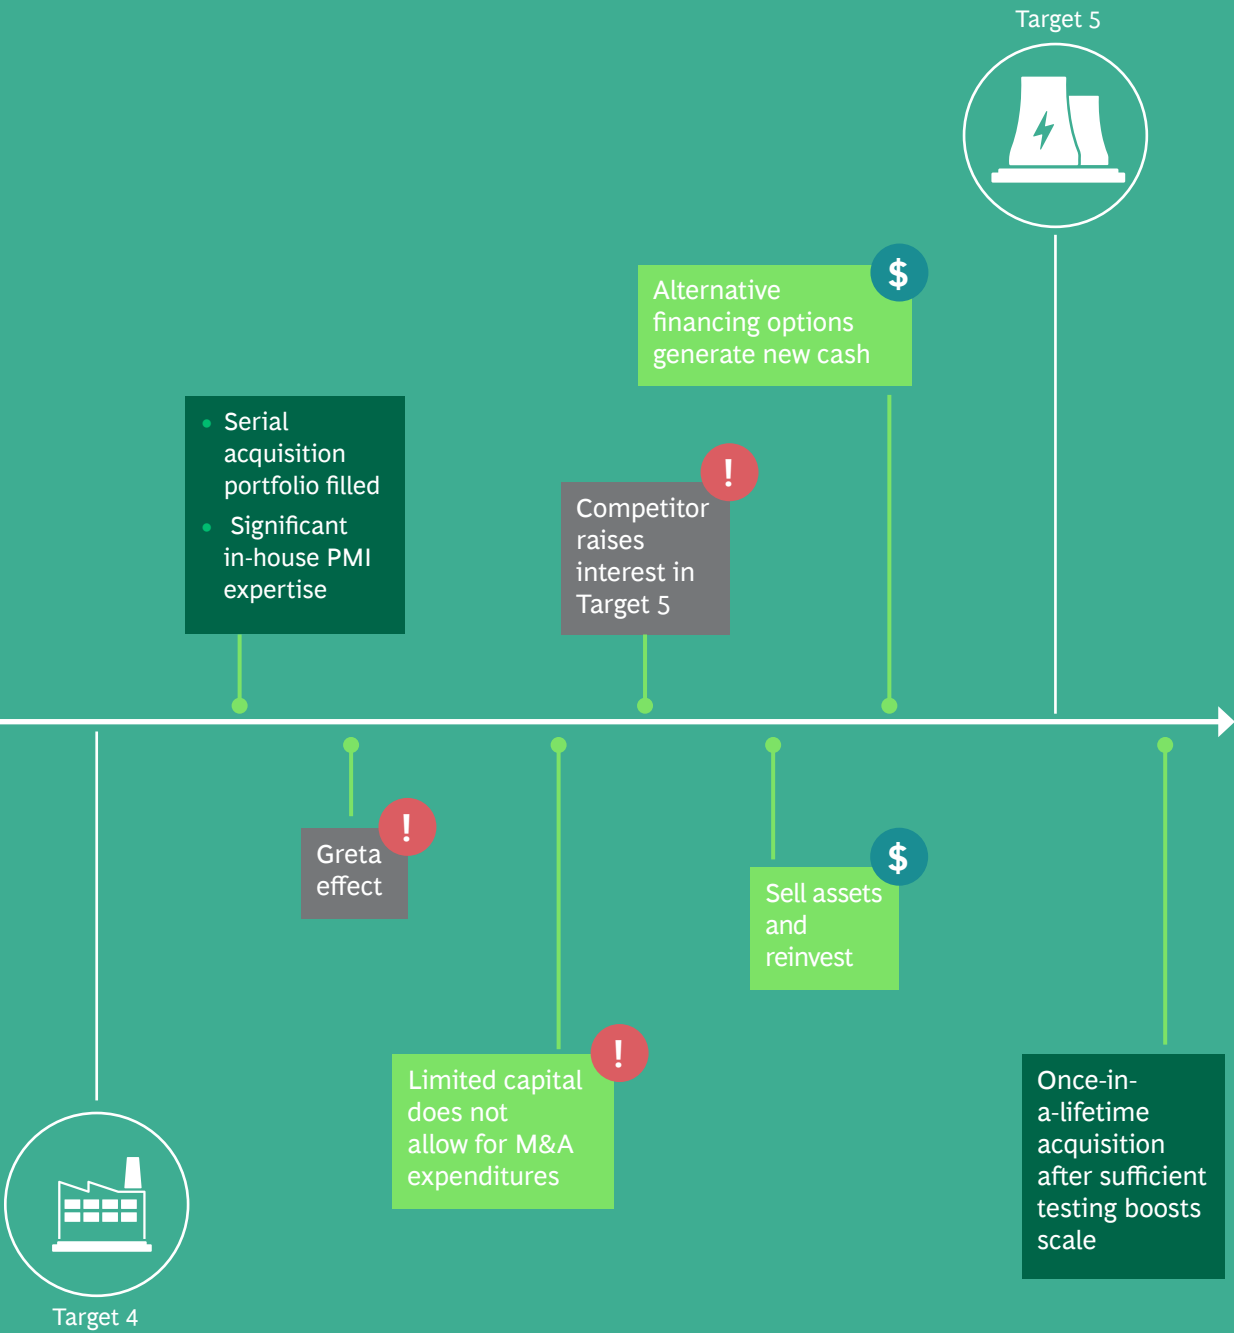 Target 5
$
Alternative
financing options
generate new cash
• Serial
acquisition
portfolio filled
• Significant
in-house PMI
expertise
!
Competitor
raises
interest in
Target 5
!
Greta
effect
$
Sell assets
and
reinvest
!
Limited capital
does not
allow for M&A
expenditures
Once-in-
a-lifetime
acquisition
after sufficient
testing boosts
scale
Target 4